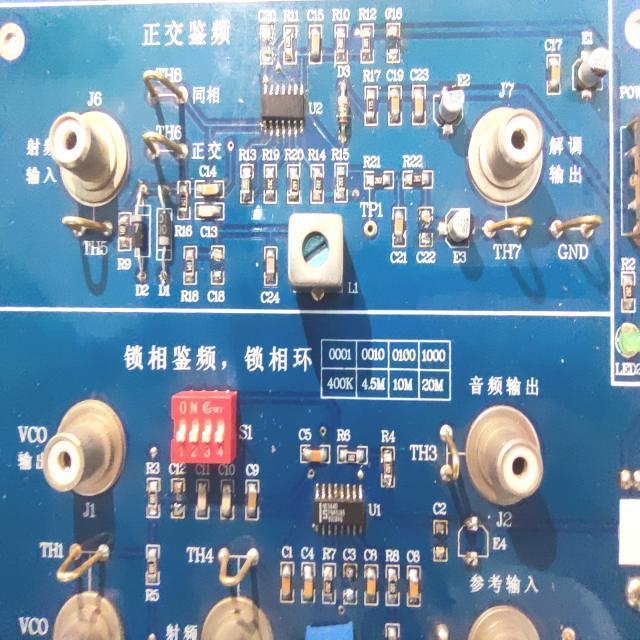 正交鉴频
C20 R11 C15 R10 R12 C16
C17 E1
TH8 同相
D3 R17 C19 C23 E2
J6 U2 J7
射频输入
TH6 正交
解调输出
R13 R19 R20 R14 R15
R21 R22
C14
R16 C13
TP1
TH5
R9
C21 C22 E3 TH7 GND
D2 D1 R18 C18 C24 L1
R2
LED2
锁相鉴频，锁相环
0001 0010 0100 1000
400K 4.5M 10M 20M
音频输出
VCO
输出
ON
1 2 3 4
S1
C5 R6 R4 TH3
R3 C12 C11 C10 C9
J1 U1 J2
C2 E4
TH1 TH4
C1 C4 R7 C3 C8 R8 C6
R5
参考输入
VCO
射频